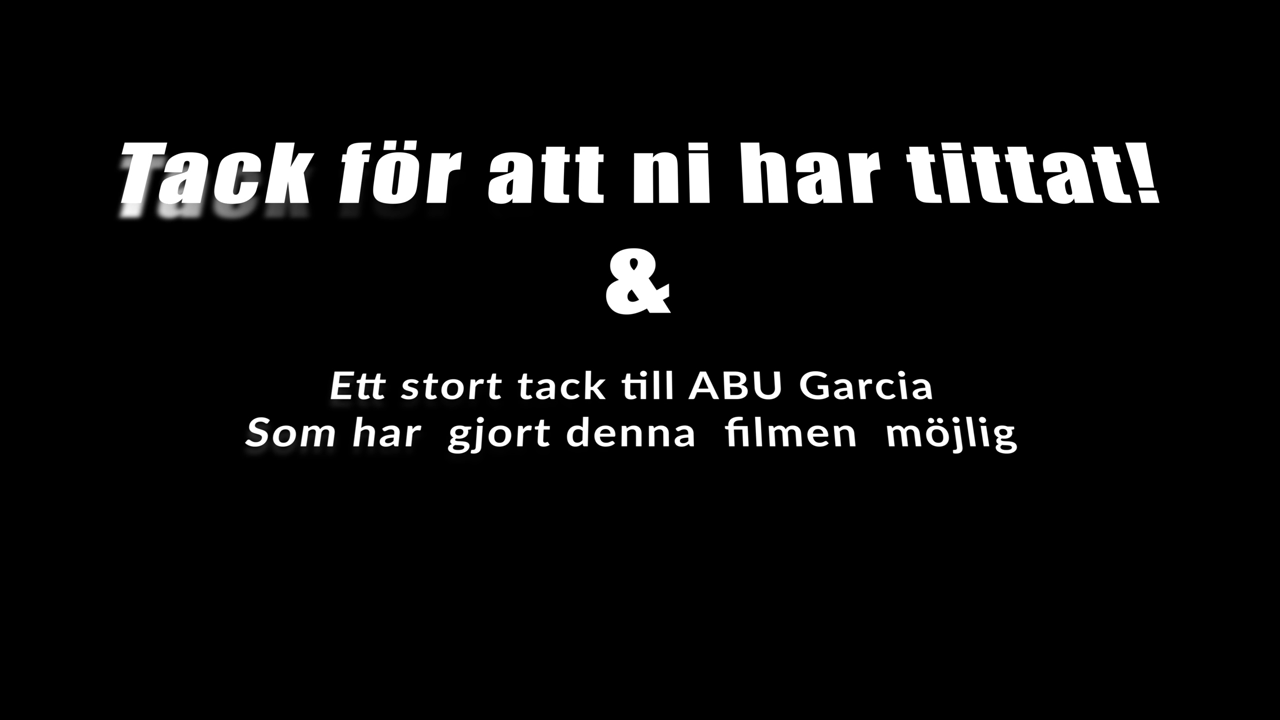 Tack för att ni har tittat!
&
Ett stort tack till ABU Garcia
Som har gjort denna filmen möjlig